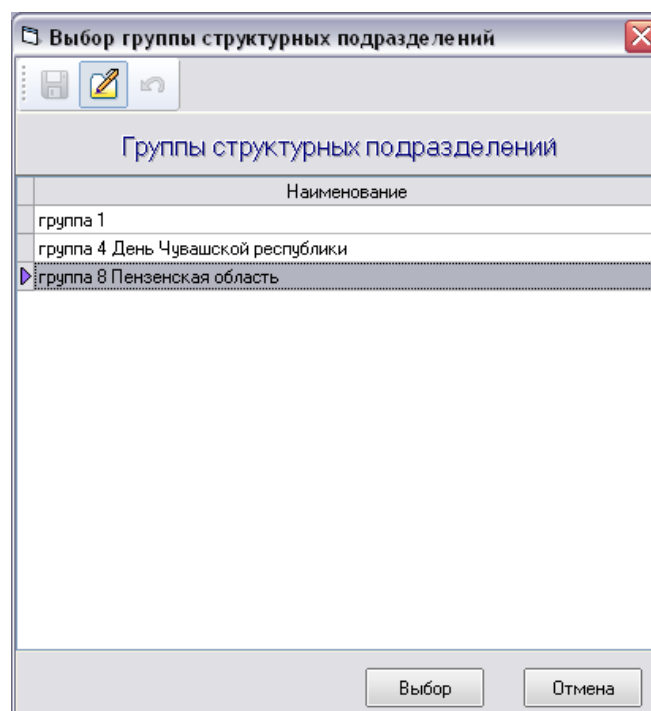 Выбор группы структурных подразделений
Группы структурных подразделений
Наименование
группа 1
группа 4 День Чувашской республики
группа 8 Пензенская область
Выбор Отмена